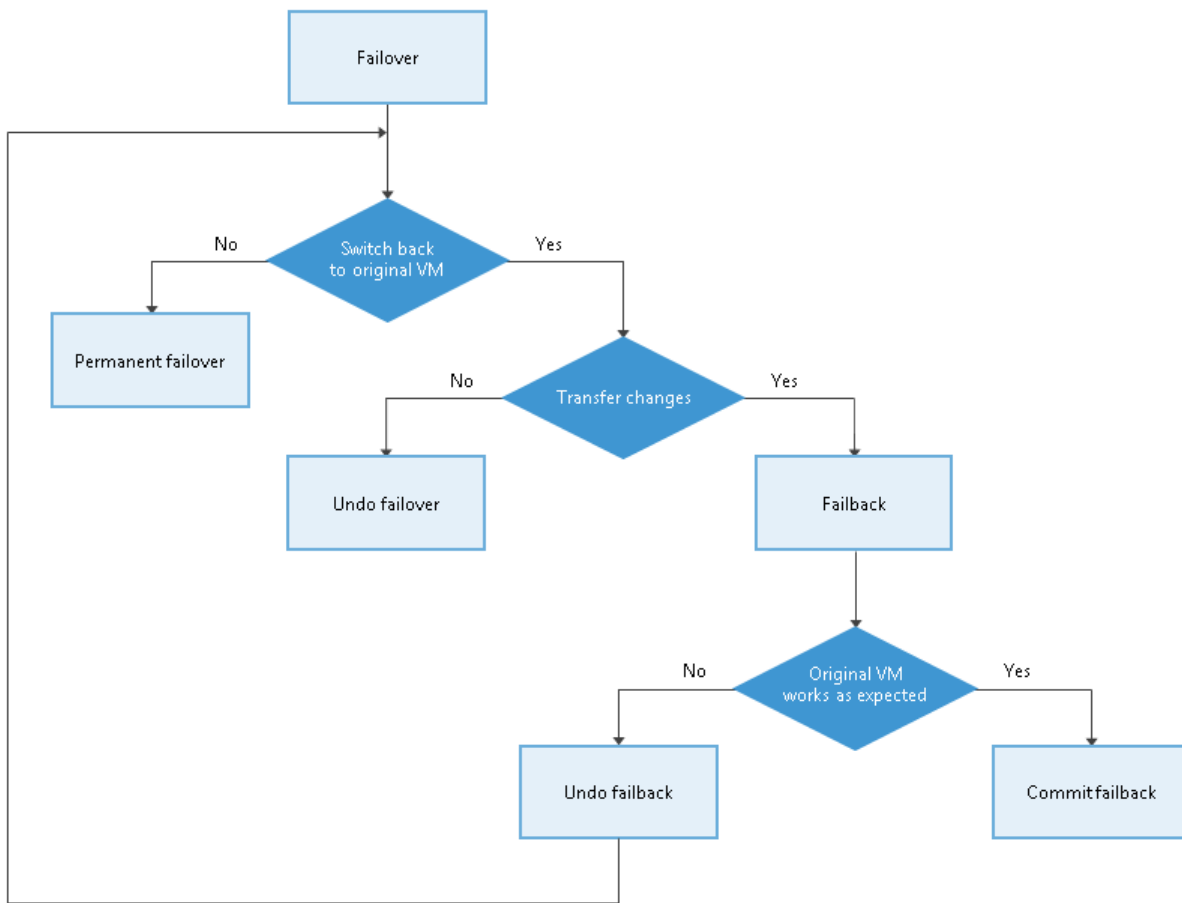 Failover
No
Yes
Switch back
to original VM
Permanent failover
No
Yes
Transfer changes
Undo failover
Failback
No
Yes
Original VM
works as expected
Undo failback
Commit failback